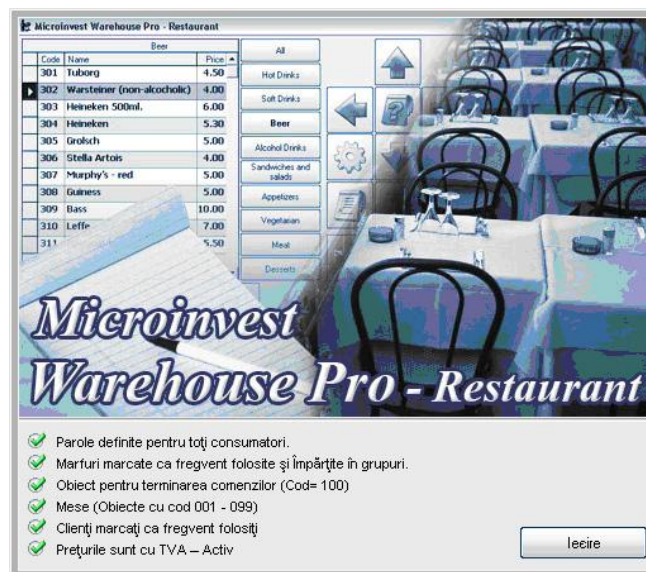 Microinvest Warehouse Pro - Restaurant
Beer
Code Name Price
301 Tuborg 4.50
302 Warsteiner (non-alcocholic) 4.00
303 Heineken 500ml. 6.00
304 Heineken 5.30
305 Grolsch 5.00
306 Stella Artois 4.00
307 Murphy's - red 5.00
308 Guiness 5.00
309 Bass 10.00
310 Leffe 7.00
311 5.50
All
Hot Drinks
Soft Drinks
Beer
Alcohol Drinks
Sandwiches and
salads
Appetizers
Vegetarian
Meat
Desserts
Microinvest
Warehouse Pro - Restaurant
Parole definite pentru toţi consumatori.
Marfuri marcate ca fregvent folosite şi Împărţite în grupuri.
Obiect pentru terminarea comenzilor (Cod= 100)
Mese (Obiecte cu cod 001 - 099)
Clienţi marcaţi ca fregvent folosiţi
Preţurile sunt cu TVA – Activ
Iecire